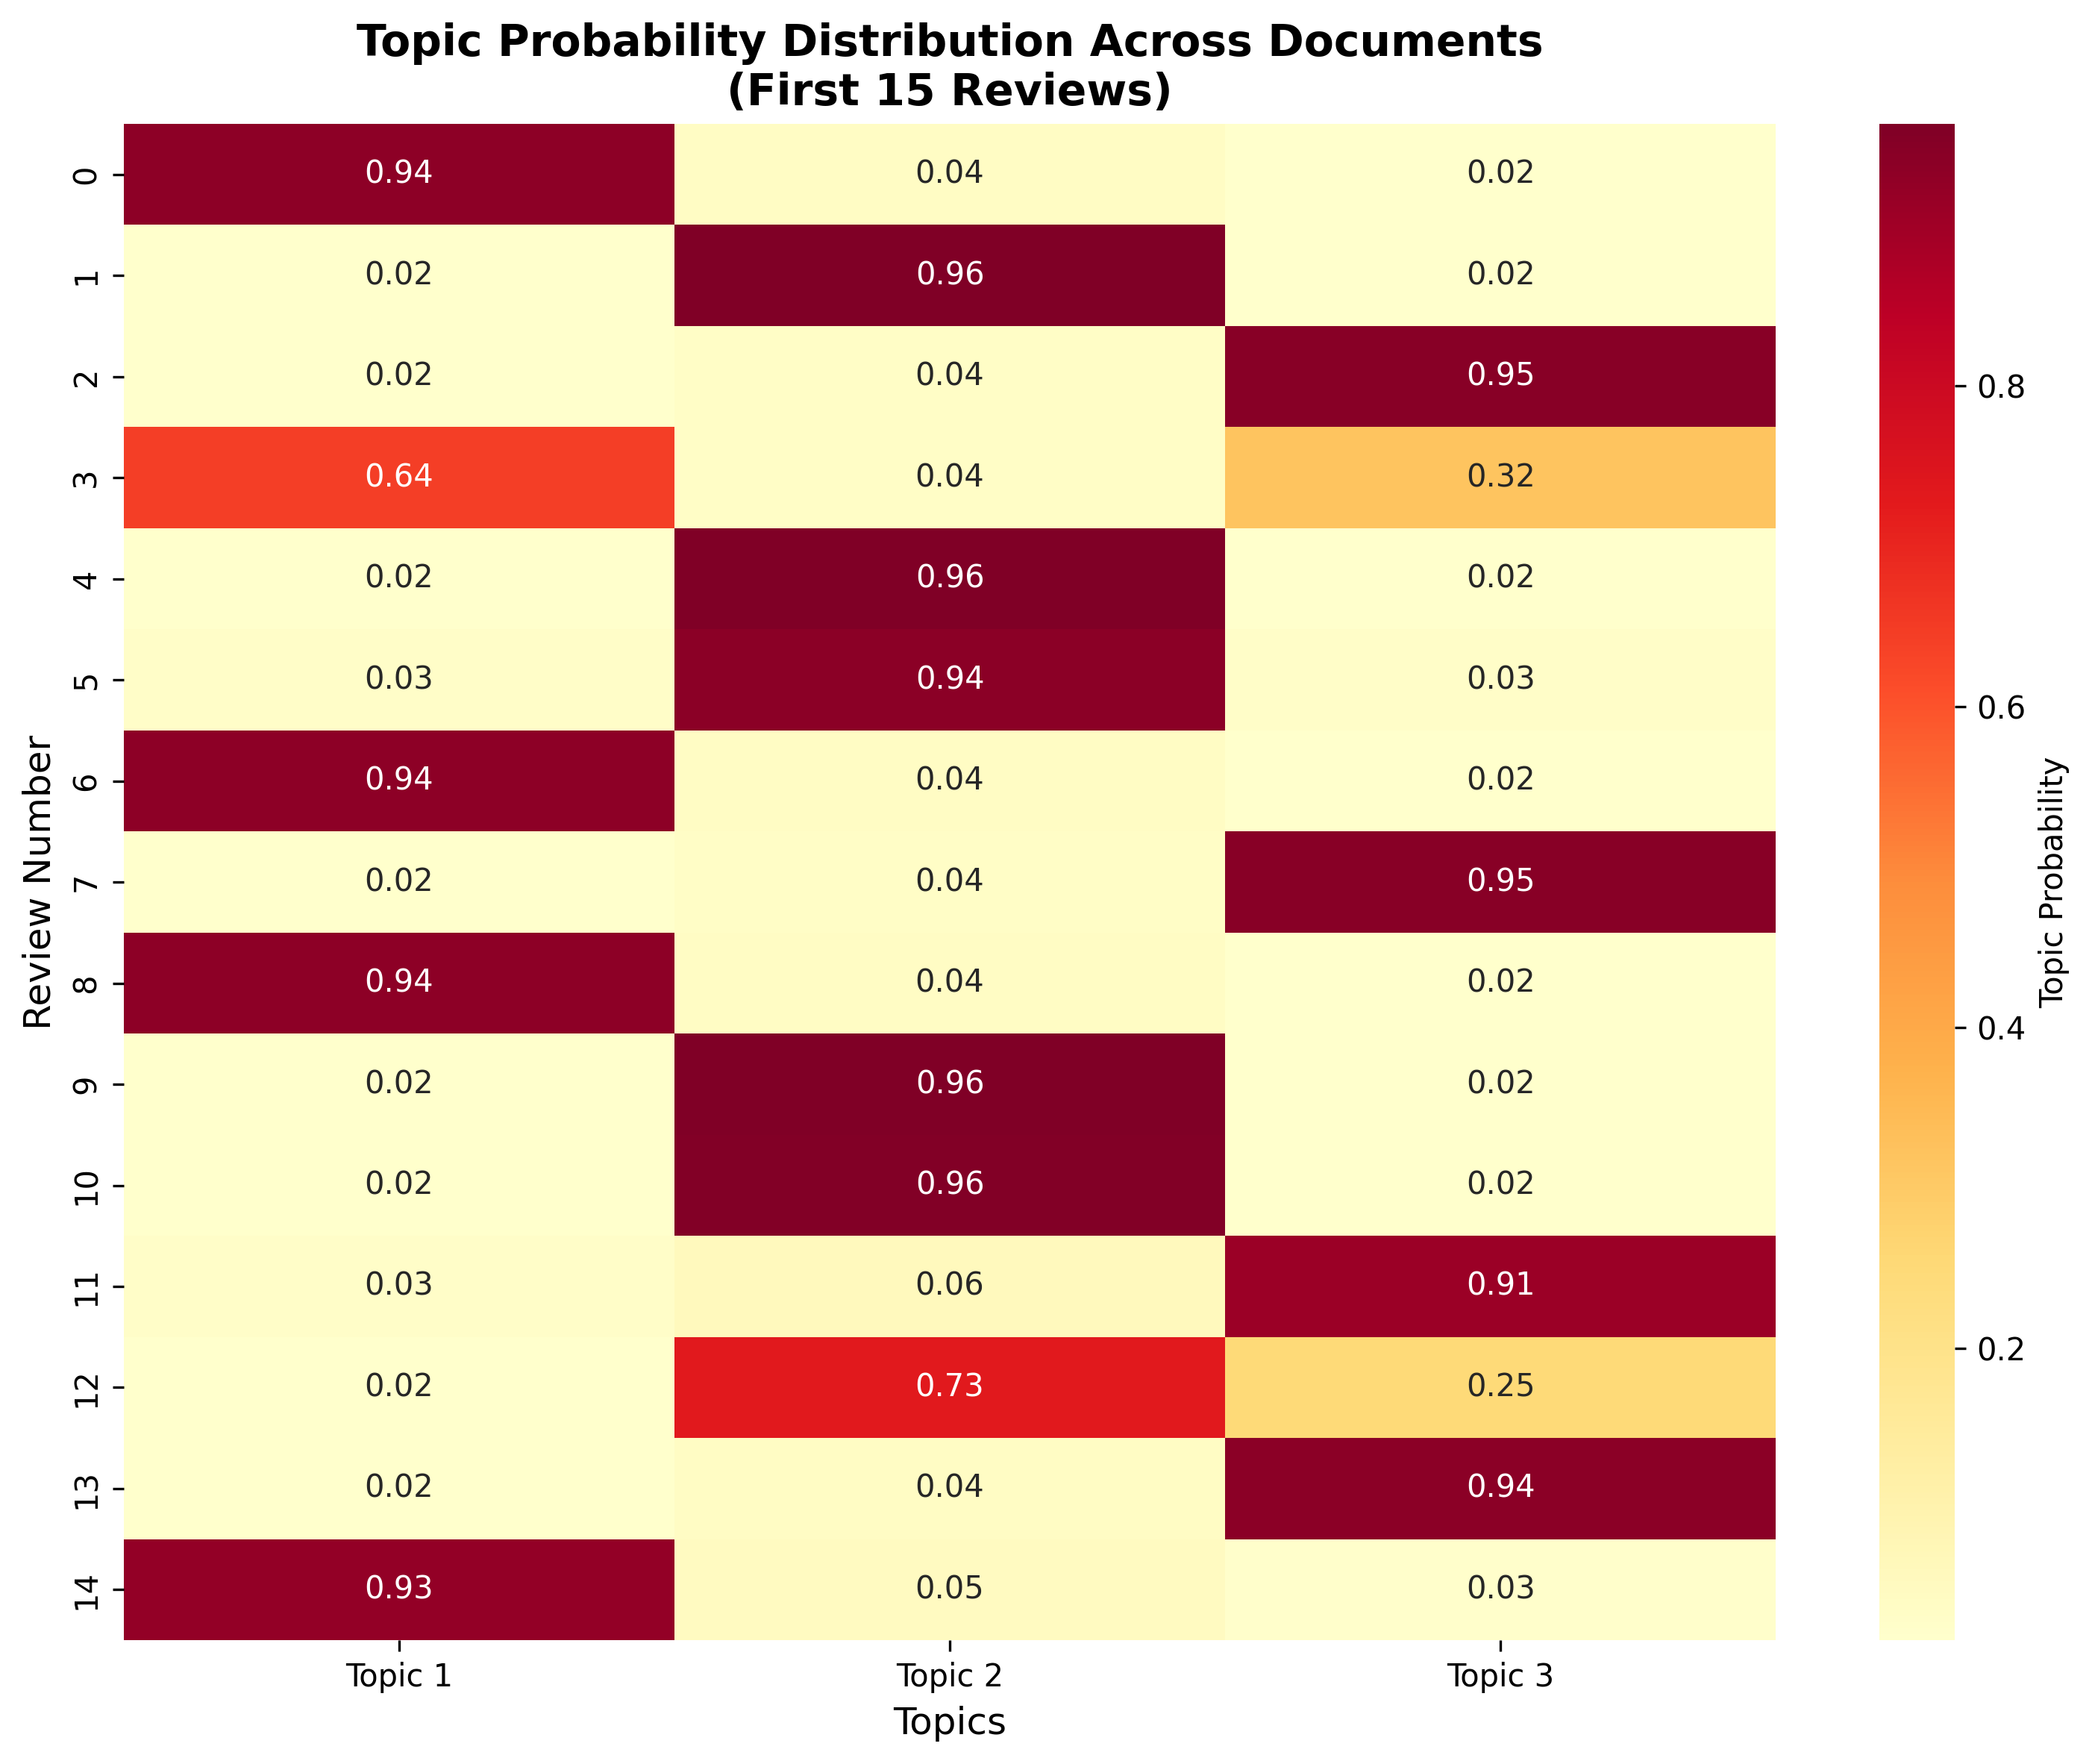 Topic Probability Distribution Across Documents
(First 15 Reviews)
0 0.94 0.04 0.02
1 0.02 0.96 0.02
2 0.02 0.04 0.95
3 0.64 0.04 0.32
4 0.02 0.96 0.02
5 0.03 0.94 0.03
6 0.94 0.04 0.02
7 0.02 0.04 0.95
8 0.94 0.04 0.02
9 0.02 0.96 0.02
10 0.02 0.96 0.02
11 0.03 0.06 0.91
12 0.02 0.73 0.25
13 0.02 0.04 0.94
14 0.93 0.05 0.03
Topic 1 Topic 2 Topic 3
Topics
Review Number
0.8
0.6
0.4
0.2
Topic Probability